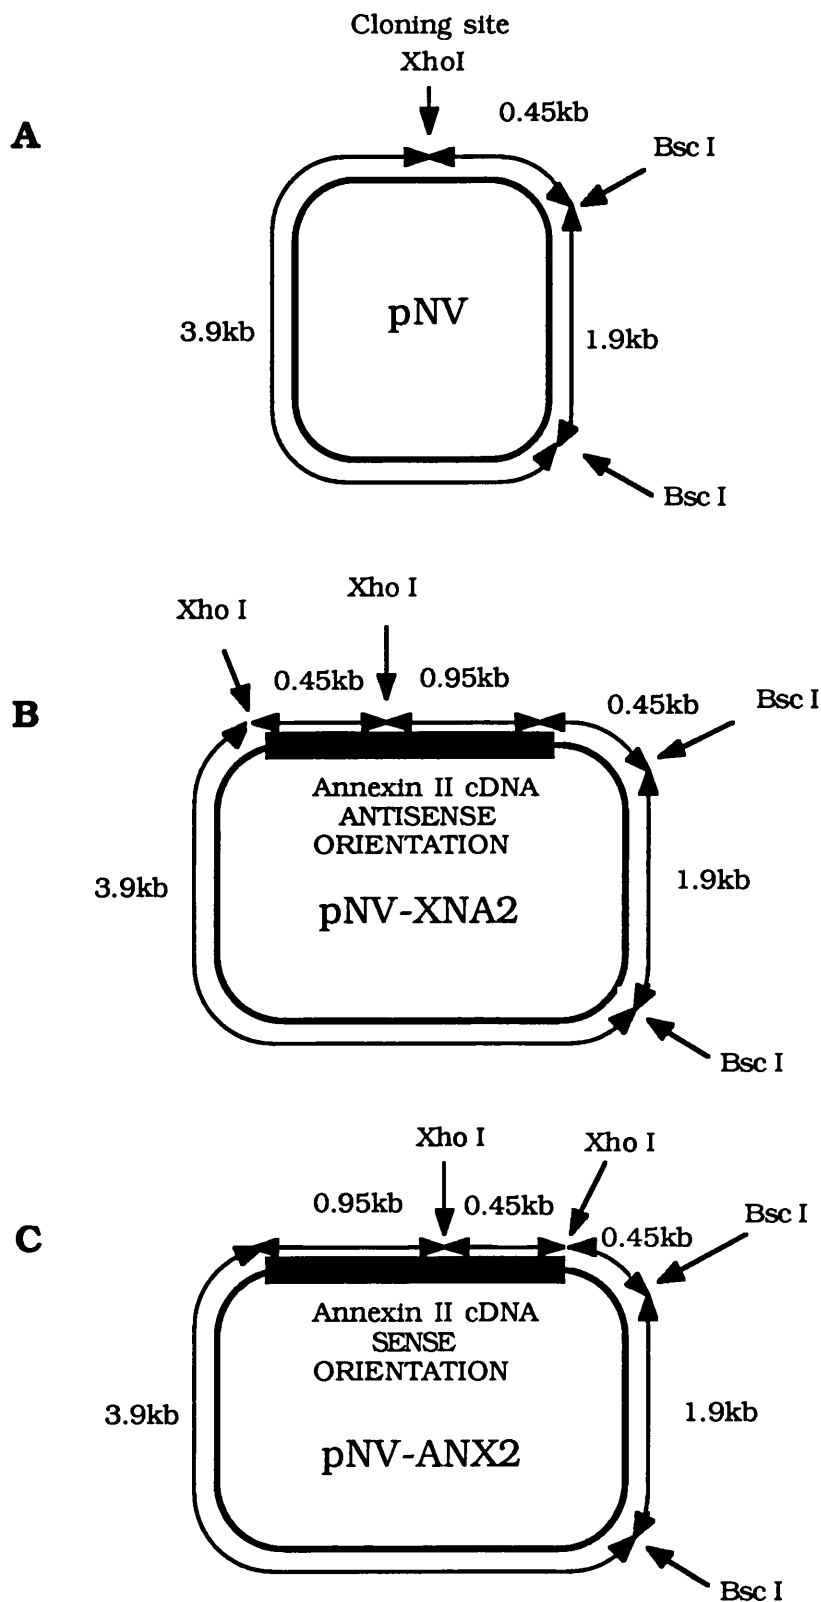 Cloning site
XhoI
0.45kb
A
Bsc I
pNV
3.9kb
1.9kb
Bsc I
Xho I
Xho I
0.45kb
0.95kb
B
0.45kb
Bsc I
Annexin II cDNA
ANTISENSE
ORIENTATION
3.9kb
1.9kb
pNV-XNA2
Bsc I
Xho I
Xho I
0.95kb
0.45kb
C
0.45kb
Bsc I
Annexin II cDNA
SENSE
ORIENTATION
3.9kb
1.9kb
pNV-ANX2
Bsc I